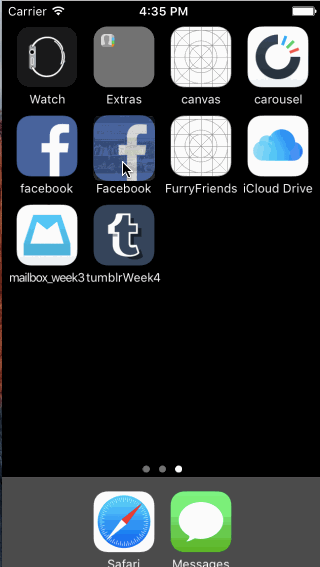 Carrier 4:35 PM
Watch Extras canvas carousel
facebook Facebook FurryFriends iCloud Drive
mailbox_week3 tumblrWeek4
Safari Messages